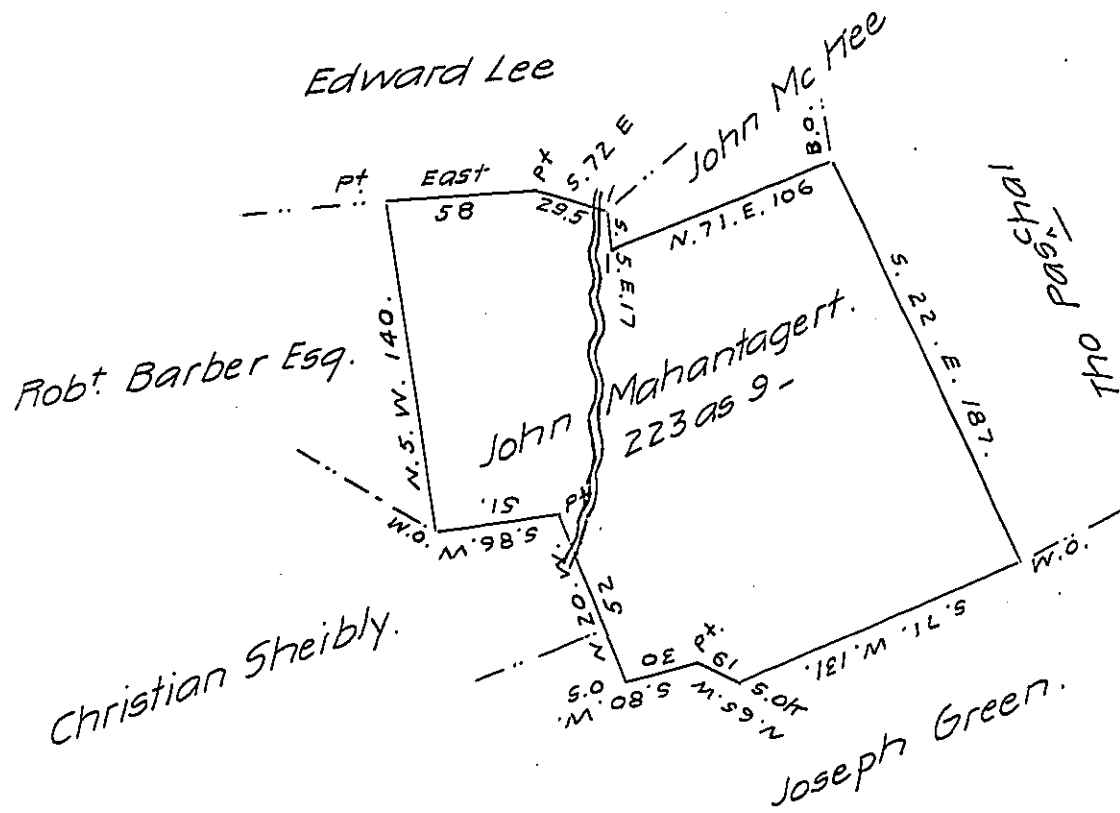 Edward Lee
John Mc Kee
B.O.
Pt
East
58
Pt
S. 72 E
29.5
S. 5. E. 17
N. 71. E. 106
S. 22. E. 187.
Tho Paschal
Robt. Barber Esq.
N. 5. W. 140.
John Mahantagert.
223 as 9 -
W.O.
51.
S. 86. W
Pt
N. 20. W.
52
Christian Sheibly.
O.S
S. 80. W.
30
Pt.
19
N. 65. W
S. OK
S. 71. W. 131.
W.O.
Joseph Green.